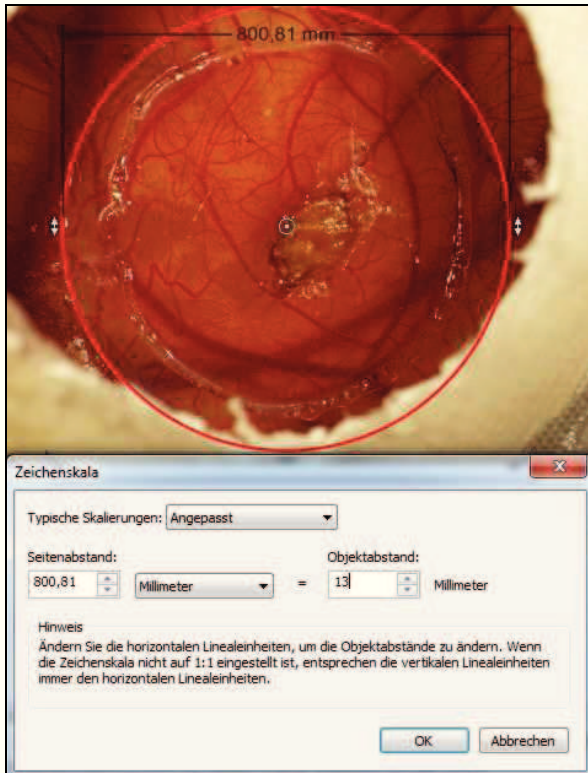 800,81 mm
Zeichenskala
Typische Skalierungen: Angepasst
Seitenabstand: Objektabstand:
800,81 Millimeter = 13 Millimeter
Hinweis
Ändern Sie die horizontalen Linealeinheiten, um die Objektabstände zu ändern. Wenn
die Zeichenskala nicht auf 1:1 eingestellt ist, entsprechen die vertikalen Linealeinheiten
immer den horizontalen Linealeinheiten.
OK Abbrechen